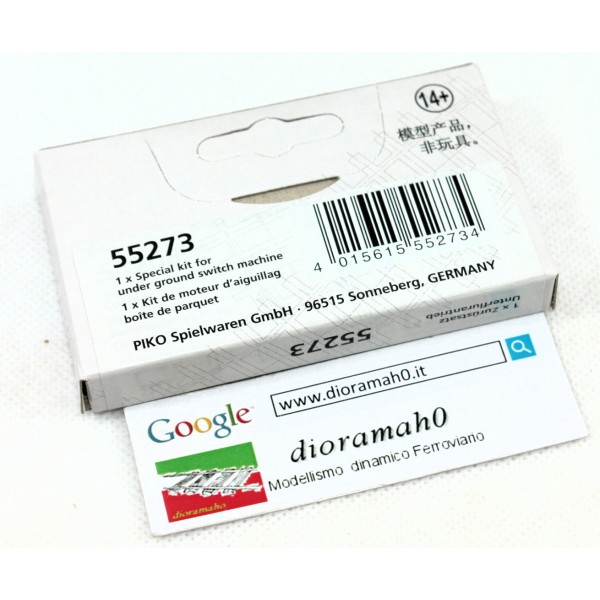 14+
模型产品,
非玩具。
55273
1 x Special kit for
under ground switch machine
1 x Kit de moteur d'aiguillag
boite de parquet
4 015615 552734
PIKO Spielwaren GmbH · 96515 Sonneberg, GERMANY
55273
1 x Zurüstsatz
Unterflurantrieb
Google
www.dioramah0.it
dioramah0
Modellismo dinamico Ferroviario
dioramah0